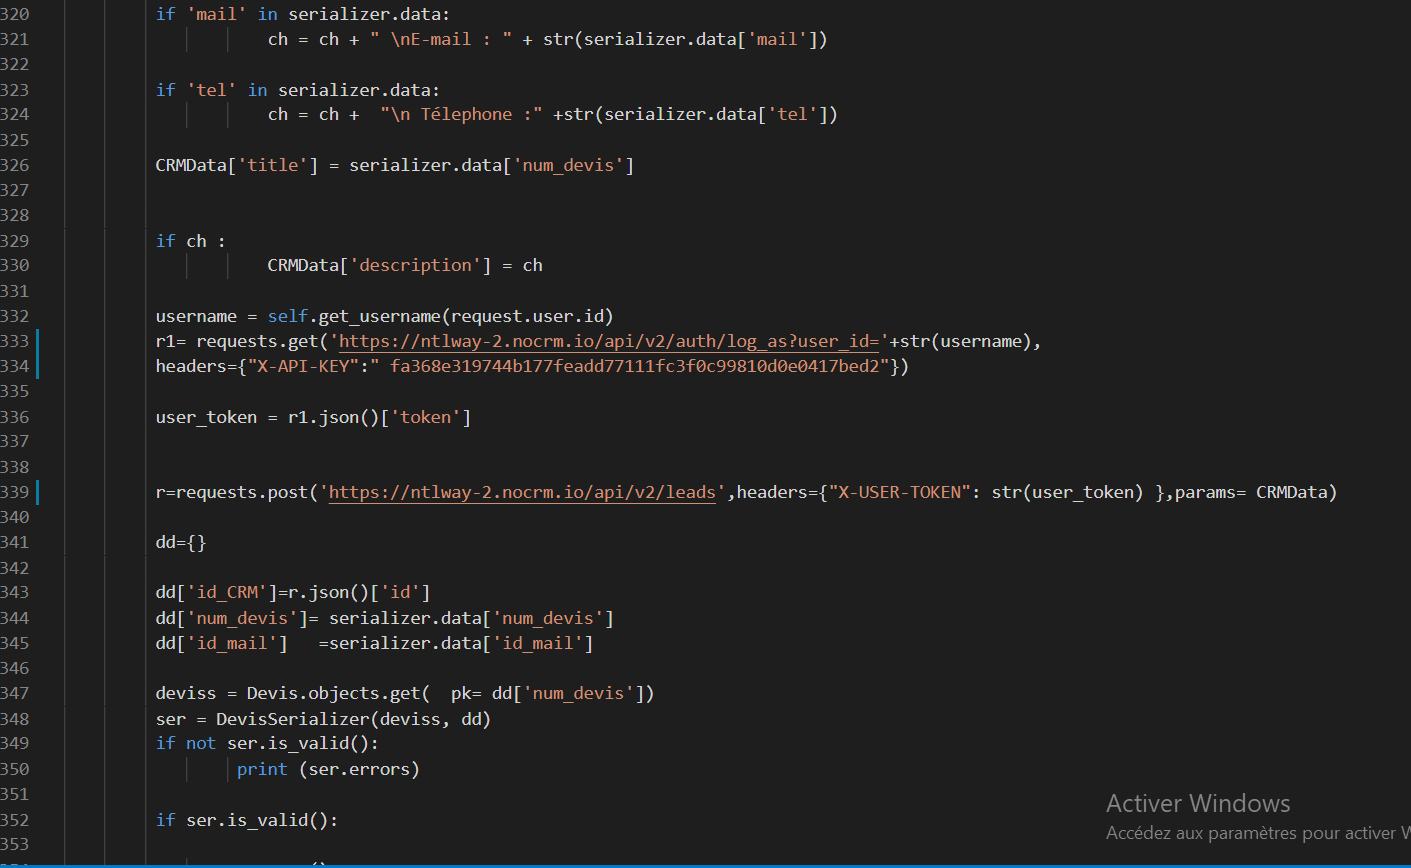 320 if 'mail' in serializer.data:
321 ch = ch + " \nE-mail : " + str(serializer.data['mail'])
322
323 if 'tel' in serializer.data:
324 ch = ch +  "\n Télephone :" +str(serializer.data['tel'])
325
326 CRMData['title'] = serializer.data['num_devis']
327
328
329 if ch :
330 CRMData['description'] = ch
331
332 username = self.get_username(request.user.id)
333 r1= requests.get('https://ntlway-2.nocrm.io/api/v2/auth/log_as?user_id='+str(username),
334 headers={"X-API-KEY":" fa368e319744b177feadd77111fc3f0c99810d0e0417bed2"})
335
336 user_token = r1.json()['token']
337
338
339 r=requests.post('https://ntlway-2.nocrm.io/api/v2/leads',headers={"X-USER-TOKEN": str(user_token) },params= CRMData)
340
341 dd={}
342
343 dd['id_CRM']=r.json()['id']
344 dd['num_devis']= serializer.data['num_devis']
345 dd['id_mail']   =serializer.data['id_mail']
346
347 deviss = Devis.objects.get(  pk= dd['num_devis'])
348 ser = DevisSerializer(deviss, dd)
349 if not ser.is_valid():
350 print (ser.errors)
351
352 if ser.is_valid():
353
Activer Windows
Accédez aux paramètres pour activer